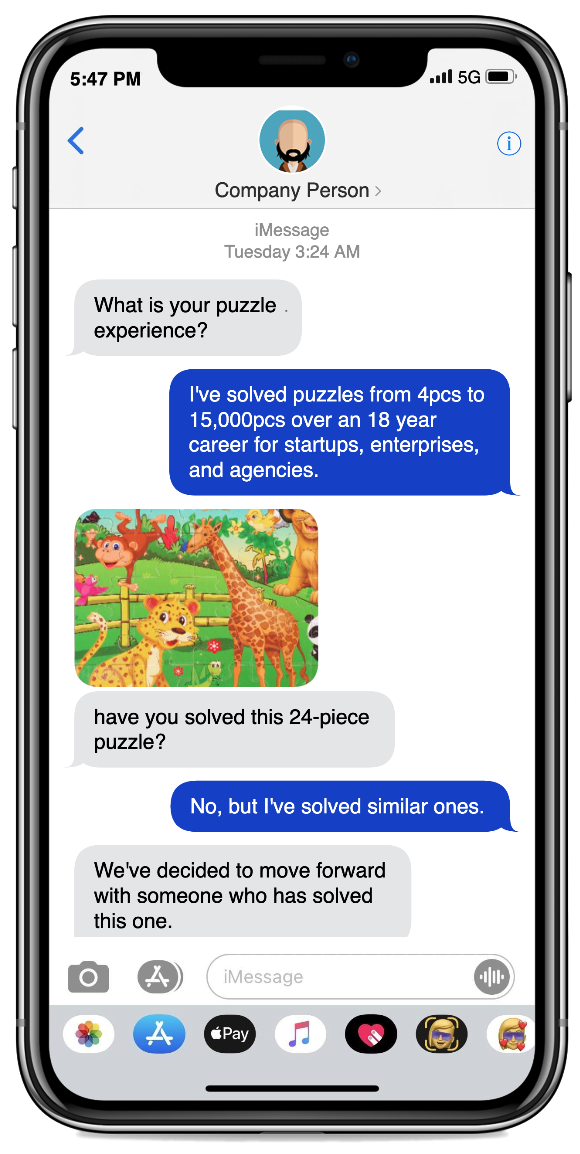 5:47 PM
5G
Company Person
iMessage
Tuesday 3:24 AM
What is your puzzle .
experience?
I've solved puzzles from 4pcs to
15,000pcs over an 18 year
career for startups, enterprises,
and agencies.
have you solved this 24-piece
puzzle?
No, but I've solved similar ones.
We've decided to move forward
with someone who has solved
this one.
iMessage
Pay